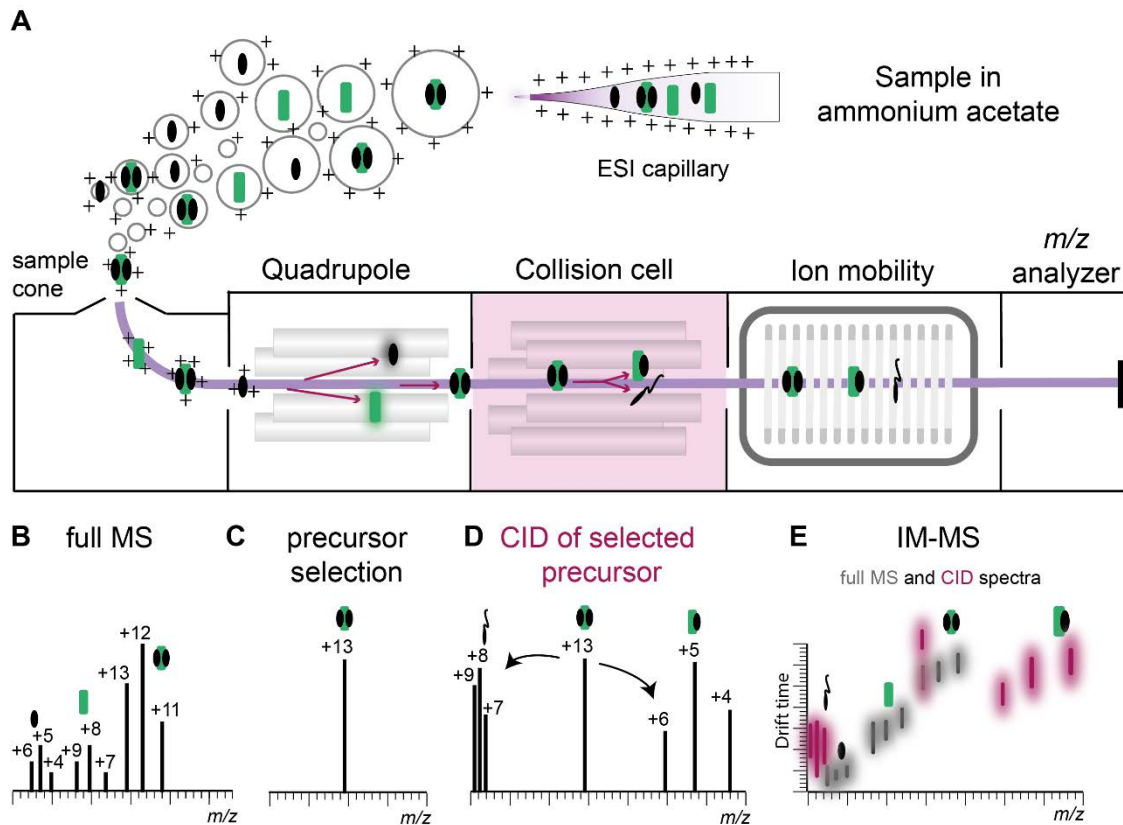 A
Sample in
ammonium acetate
ESI capillary
sample
cone
Quadrupole
Collision cell
Ion mobility
m/z
analyzer
B full MS
+6
+5
+4
+9
+8
+7
+13
+12
+11
m/z
C precursor
selection
+13
m/z
D CID of selected
precursor
+9
+8
+7
+13
+6
+5
+4
m/z
E IM-MS
full MS and CID spectra
Drift time
m/z